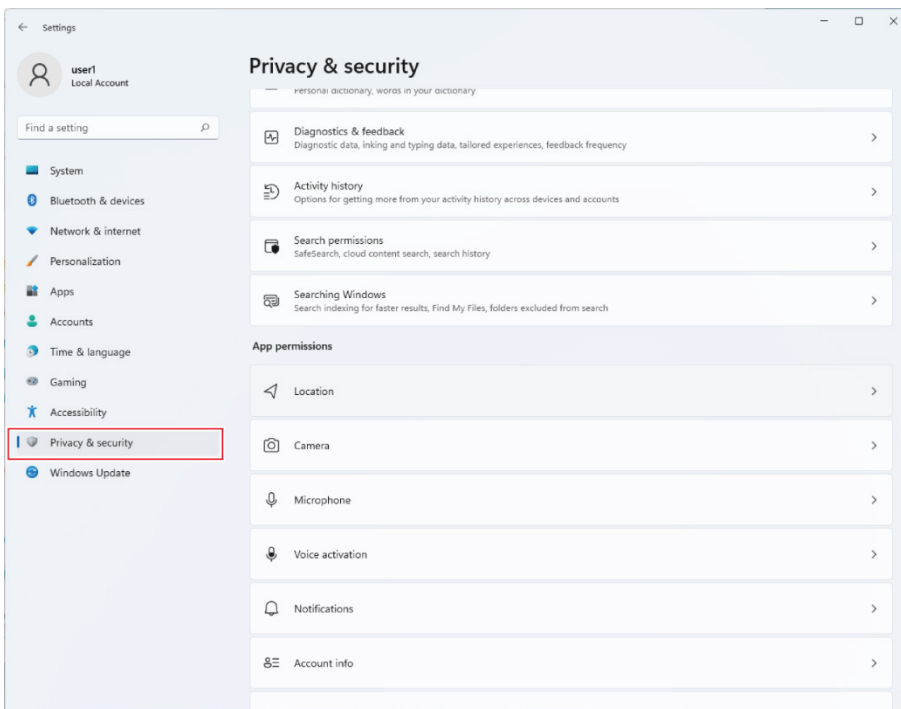 Settings
user1
Local Account
Find a setting
System
Bluetooth & devices
Network & internet
Personalization
Apps
Accounts
Time & language
Gaming
Accessibility
Privacy & security
Windows Update
Privacy & security
Personal dictionary, words in your dictionary
Diagnostics & feedback
Diagnostic data, inking and typing data, tailored experiences, feedback frequency
Activity history
Options for getting more from your activity history across devices and accounts
Search permissions
SafeSearch, cloud content search, search history
Searching Windows
Search indexing for faster results, Find My Files, folders excluded from search
App permissions
Location
Camera
Microphone
Voice activation
Notifications
Account info